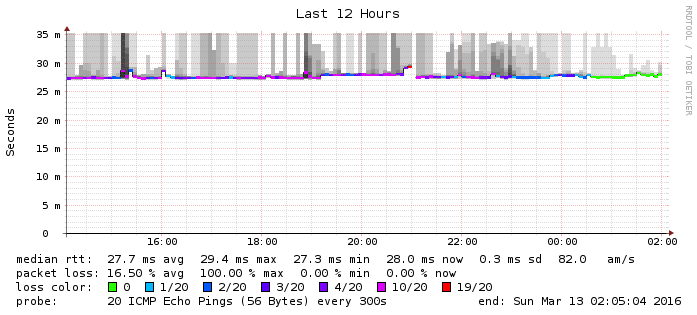 Last 12 Hours
RRDTOOL / TOBI OETIKER
Seconds
35 m
30 m
25 m
20 m
15 m
10 m
5 m
0
16:00 18:00 20:00 22:00 00:00 02:00
median rtt: 27.7 ms avg 29.4 ms max 27.3 ms min 28.0 ms now 0.3 ms sd 82.0 am/s
packet loss: 16.50 % avg 100.00 % max 0.00 % min 0.00 % now
loss color: 0 1/20 2/20 3/20 4/20 10/20 19/20
probe: 20 ICMP Echo Pings (56 Bytes) every 300s end: Sun Mar 13 02:05:04 2016